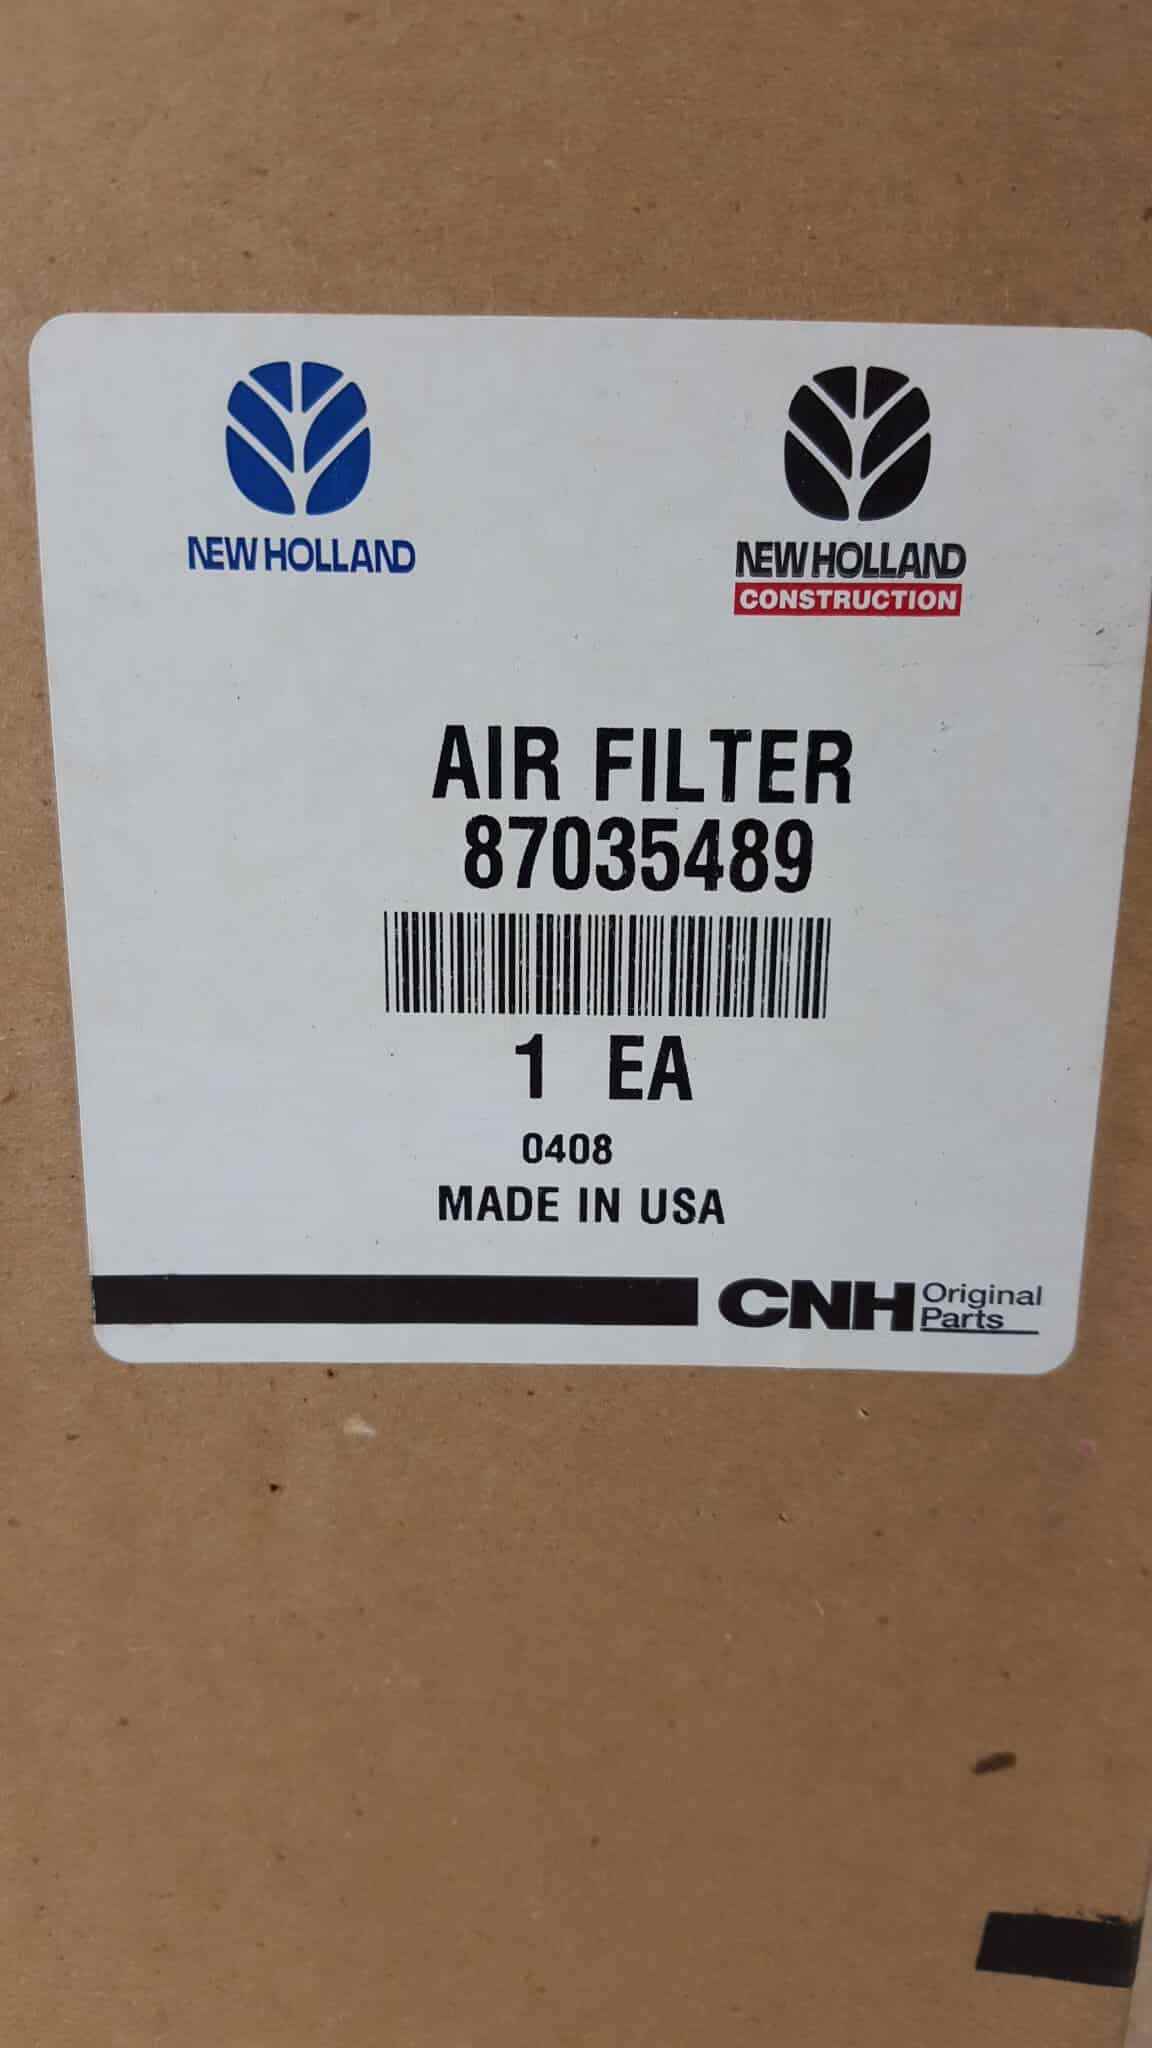 NEW HOLLAND
NEW HOLLAND
CONSTRUCTION
AIR FILTER
87035489
1 EA
0408
MADE IN USA
CNH Original
Parts